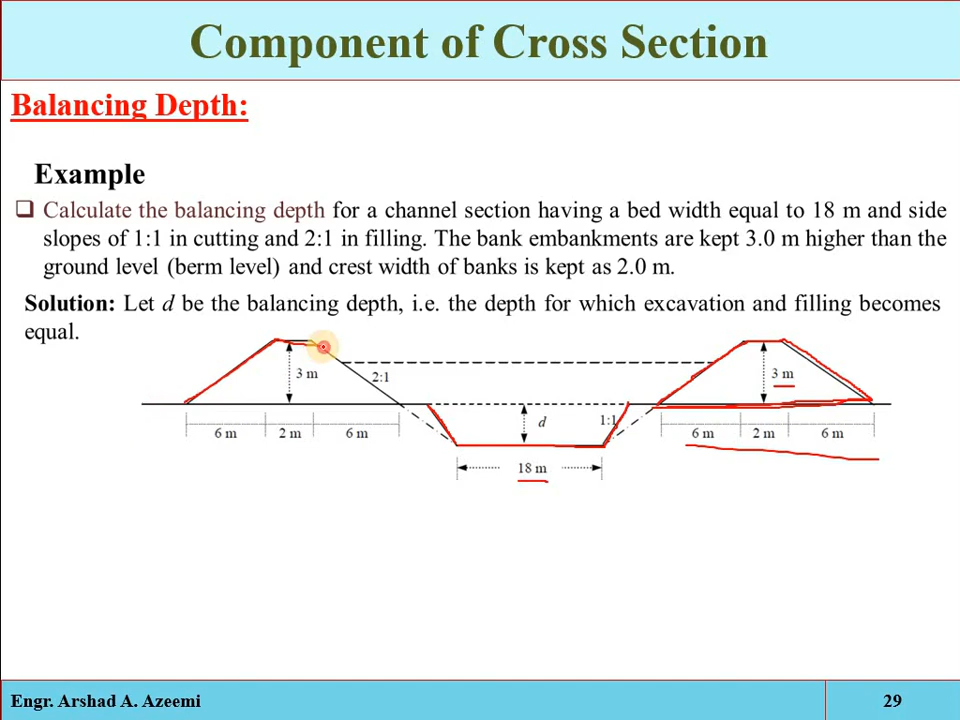 Component of Cross Section
Balancing Depth:
Example
Calculate the balancing depth for a channel section having a bed width equal to 18 m and side
slopes of 1:1 in cutting and 2:1 in filling. The bank embankments are kept 3.0 m higher than the
ground level (berm level) and crest width of banks is kept as 2.0 m.
Solution: Let d be the balancing depth, i.e. the depth for which excavation and filling becomes
equal.
3 m 2:1 3 m
d 1:1
6 m 2 m 6 m 6 m 2 m 6 m
18 m
Engr. Arshad A. Azeemi 29